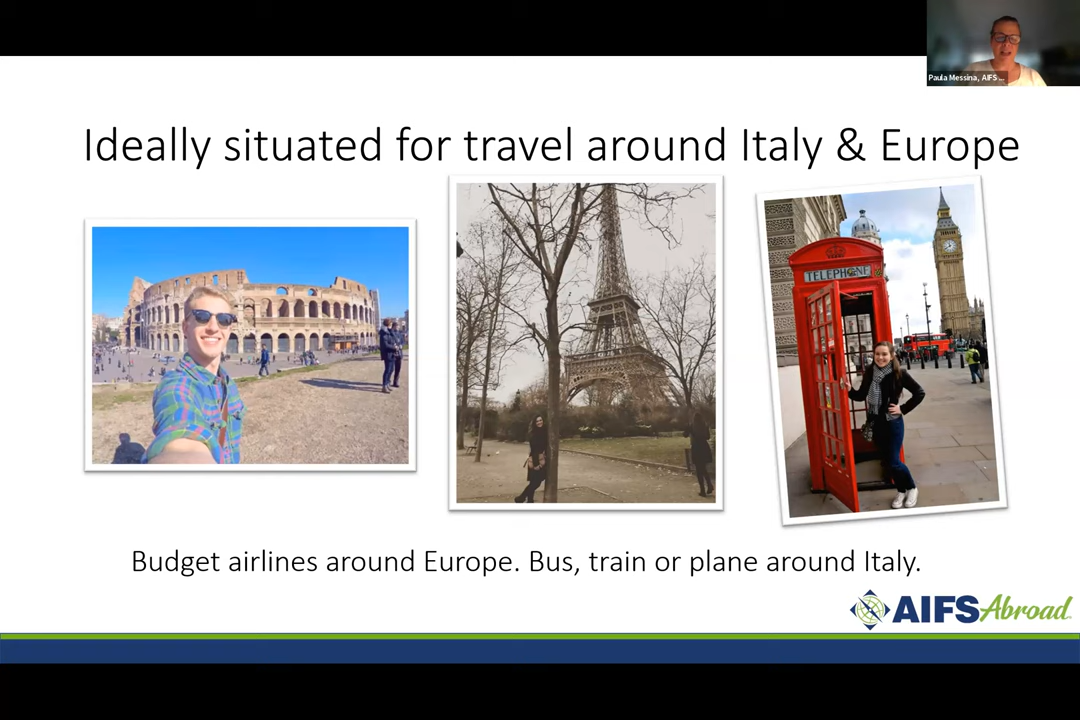 Paula Messina, AIFS ...
Ideally situated for travel around Italy & Europe
TELEPHONE
Budget airlines around Europe. Bus, train or plane around Italy.
AIFS Abroad